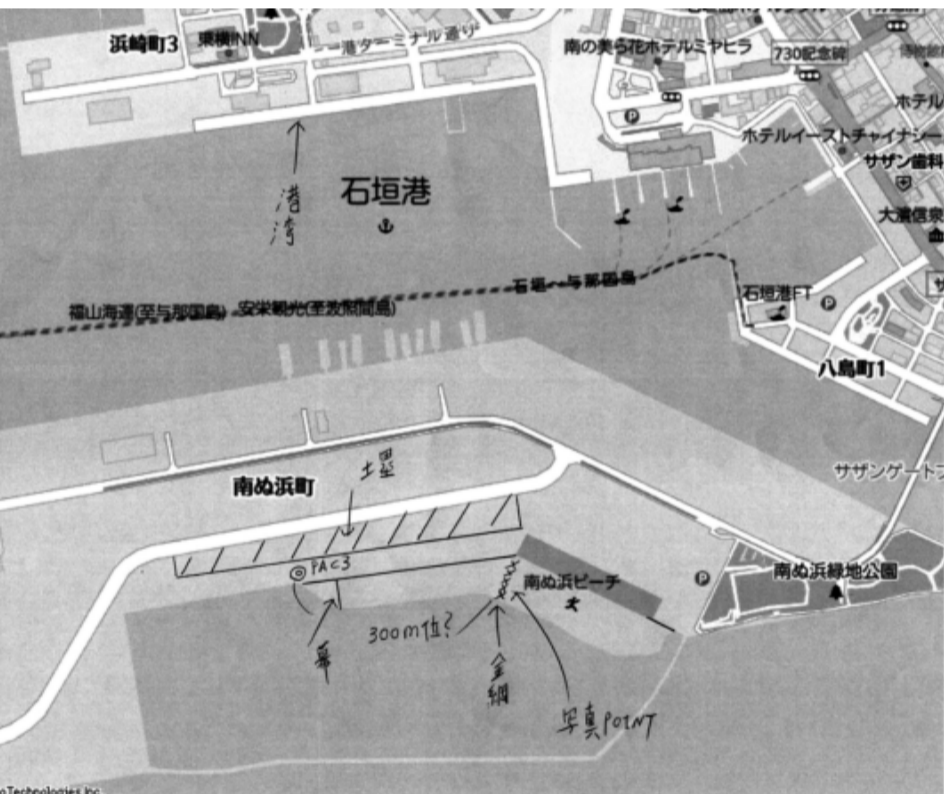 浜崎町3
東横INN
港ターミナル通り
南の美ら花ホテルミヤヒラ
730記念碑
ホテル
ホテルイーストチャイナシー
サザン歯科
大濱信泉
港湾
石垣港
石垣〜与那国島
福山海運(至与那国島)
安栄観光(至波照間島)
石垣港FT
八島町1
サザンゲートブ
土塁
南ぬ浜町
PAC3
南ぬ浜ビーチ
南ぬ浜緑地公園
300m位?
幕
金網
写真POINT
oTechnologies Inc